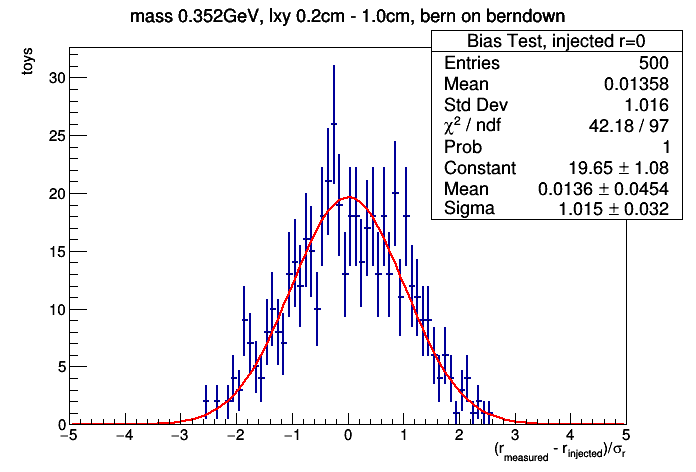 mass 0.352GeV, lxy 0.2cm - 1.0cm, bern on berndown
toys
Bias Test, injected r=0
Entries 500
Mean 0.01358
Std Dev 1.016
χ² / ndf 42.18 / 97
Prob 1
Constant 19.65 ± 1.08
Mean 0.0136 ± 0.0454
Sigma 1.015 ± 0.032
30
25
20
15
10
5
0
−5 −4 −3 −2 −1 0 1 2 3 4 5
(r_measured - r_injected)/σ_r